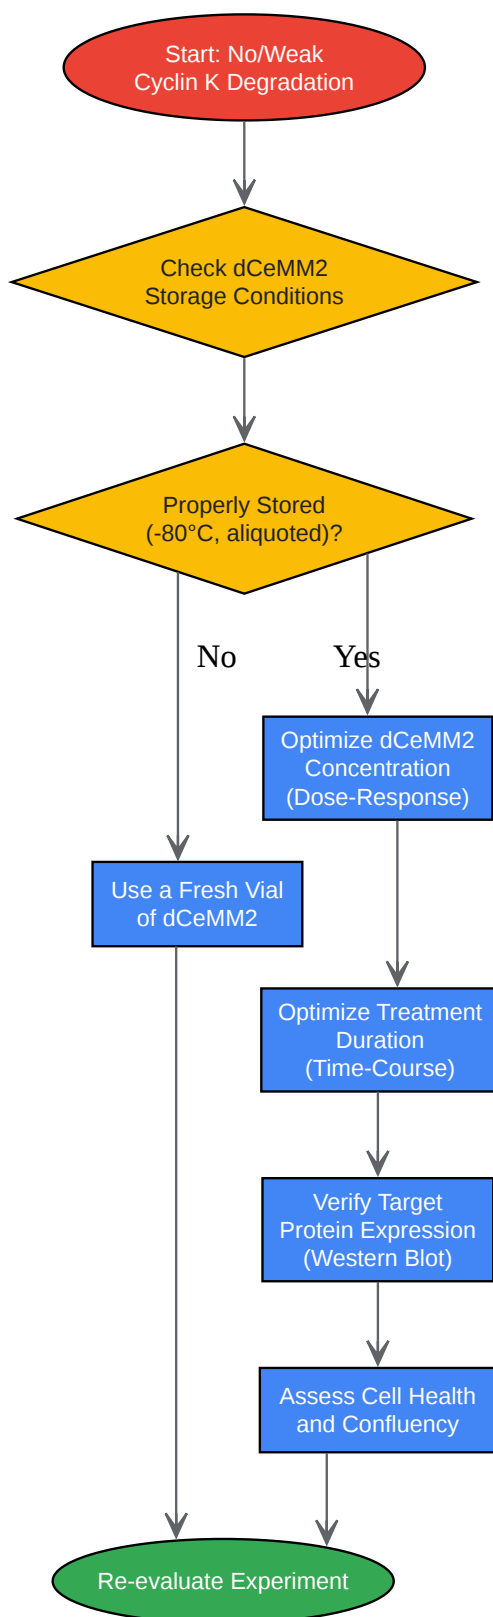 Start: No/Weak
Cyclin K Degradation
Check dCeMM2
Storage Conditions
Properly Stored
(-80°C, aliquoted)?
No
Yes
Optimize dCeMM2
Concentration
(Dose-Response)
Use a Fresh Vial
of dCeMM2
Optimize Treatment
Duration
(Time-Course)
Verify Target
Protein Expression
(Western Blot)
Assess Cell Health
and Confluency
Re-evaluate Experiment